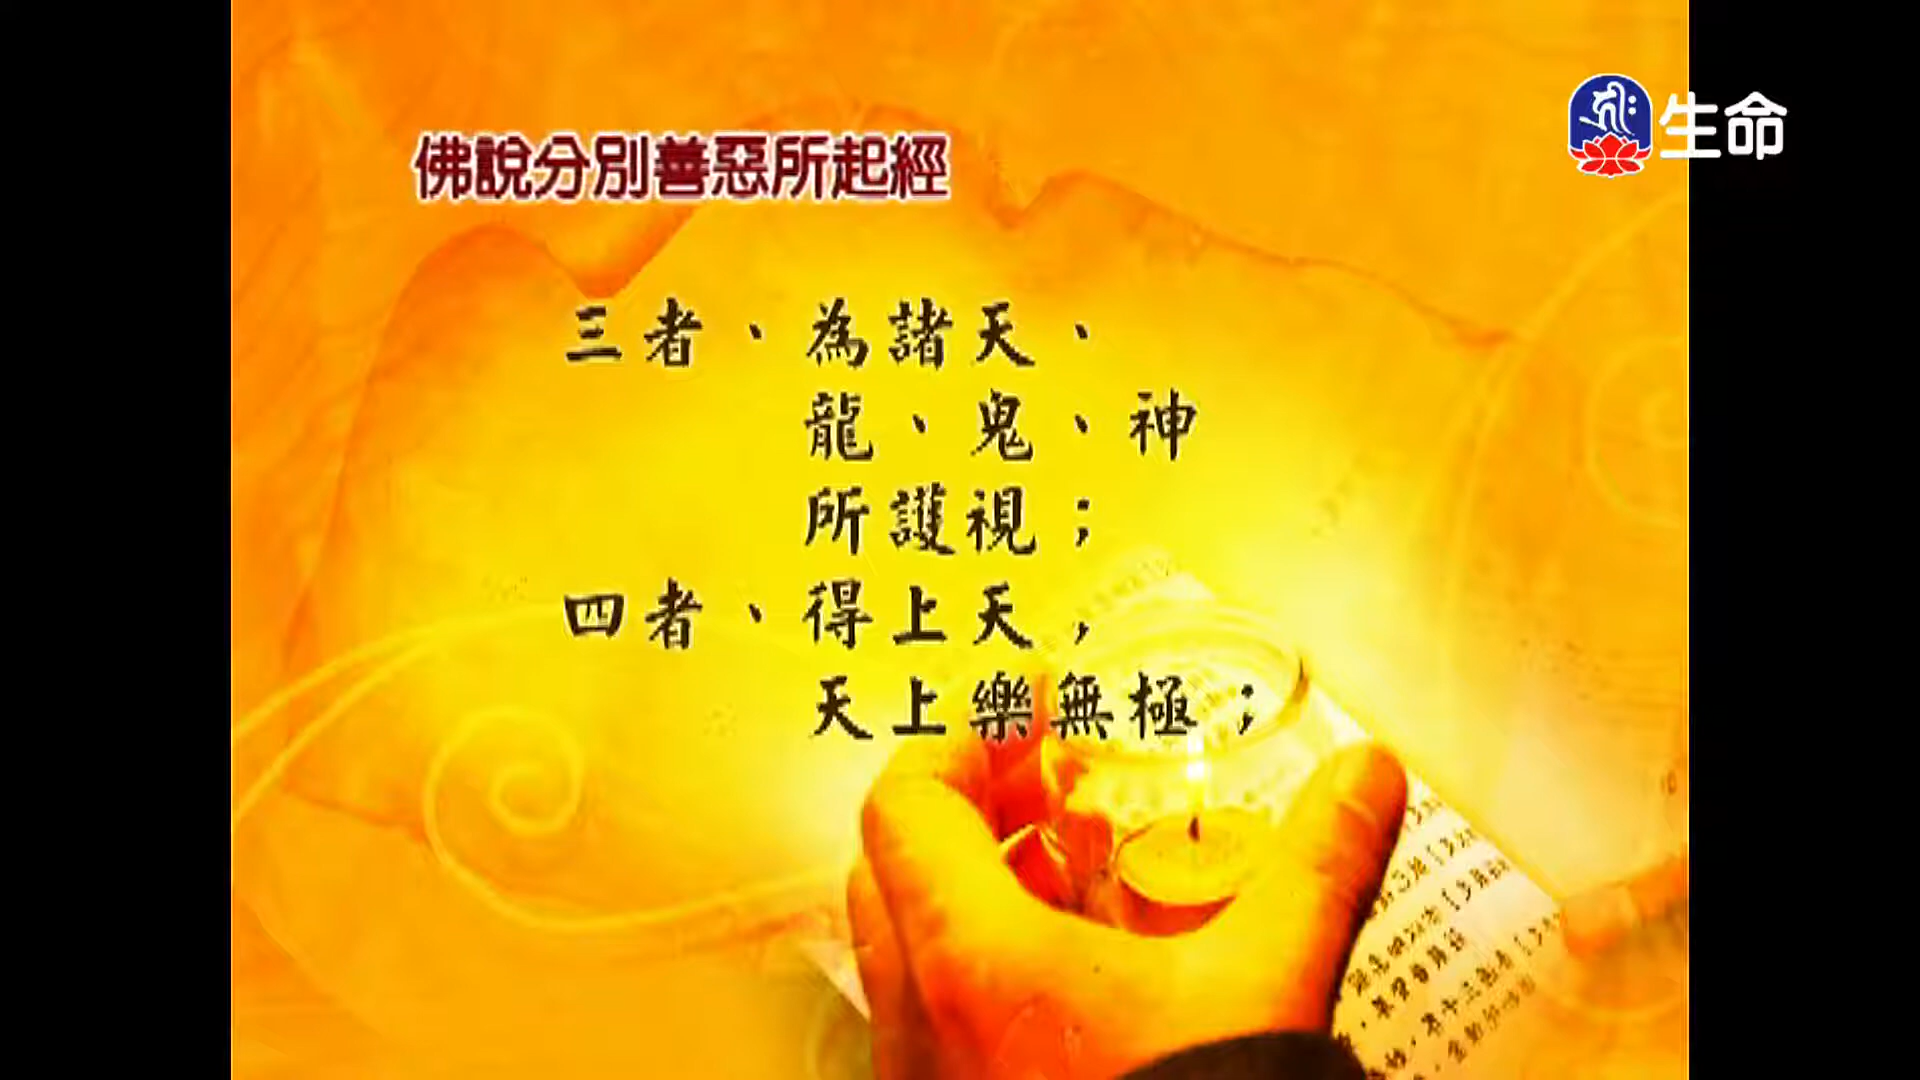 生命
佛說分別善惡所起經
三者、為諸天、
龍、鬼、神
所護視；
四者、得上天，
天上樂無極；